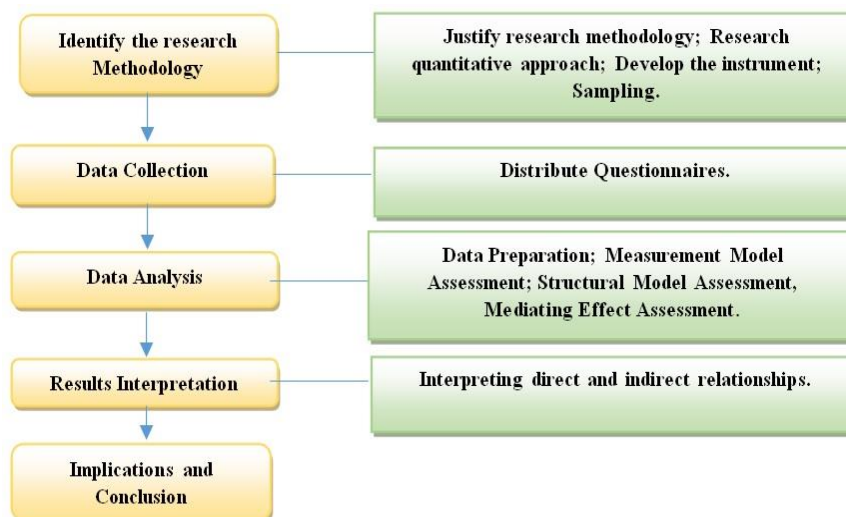 Identify the research
Methodology
Justify research methodology; Research
quantitative approach; Develop the instrument;
Sampling.
Data Collection
Distribute Questionnaires.
Data Analysis
Data Preparation; Measurement Model
Assessment; Structural Model Assessment,
Mediating Effect Assessment.
Results Interpretation
Interpreting direct and indirect relationships.
Implications and
Conclusion